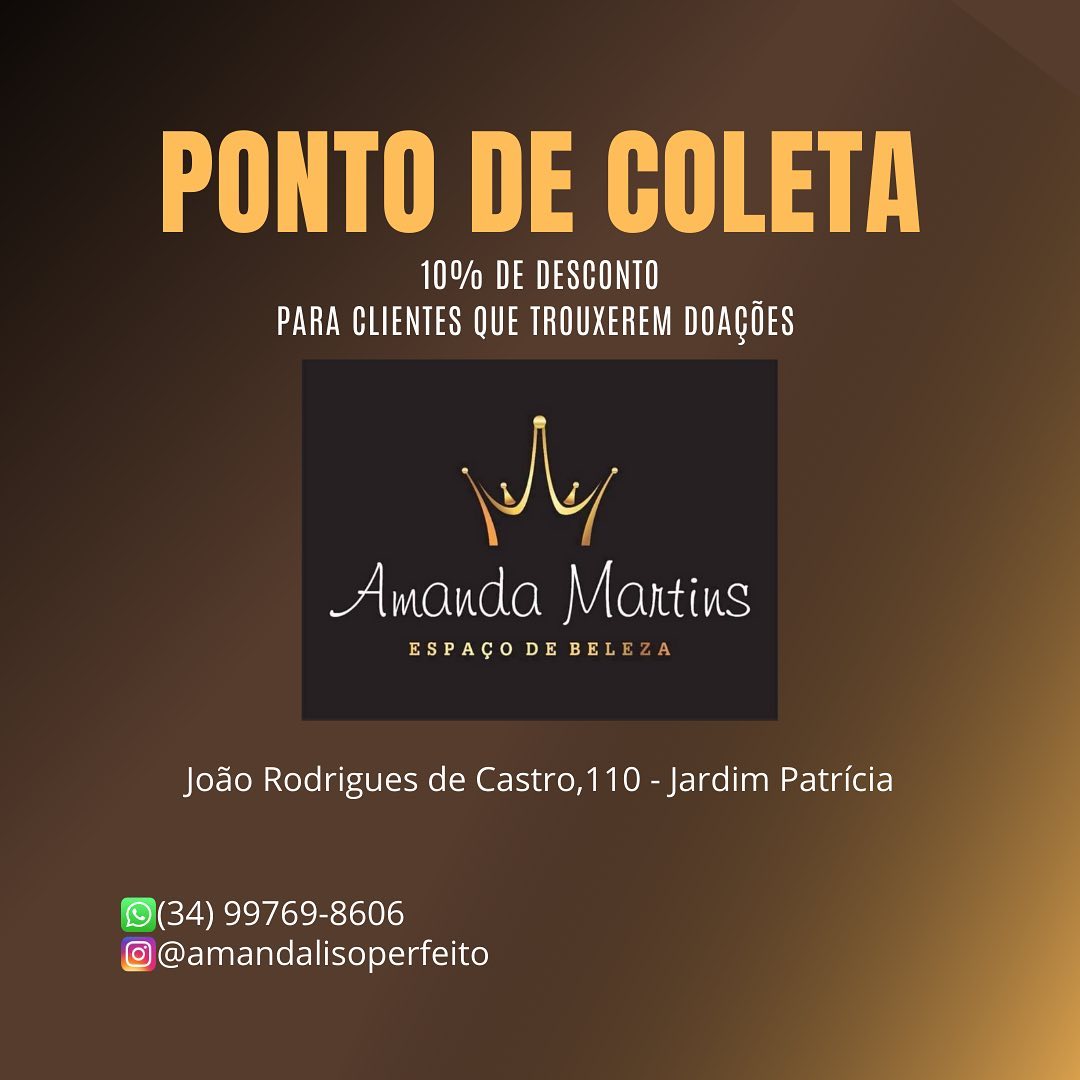 PONTO DE COLETA
10% DE DESCONTO
PARA CLIENTES QUE TROUXEREM DOAÇÕES
Amanda Martins
ESPAÇO DE BELEZA
João Rodrigues de Castro,110 - Jardim Patrícia
(34) 99769-8606
@amandalisoperfeito